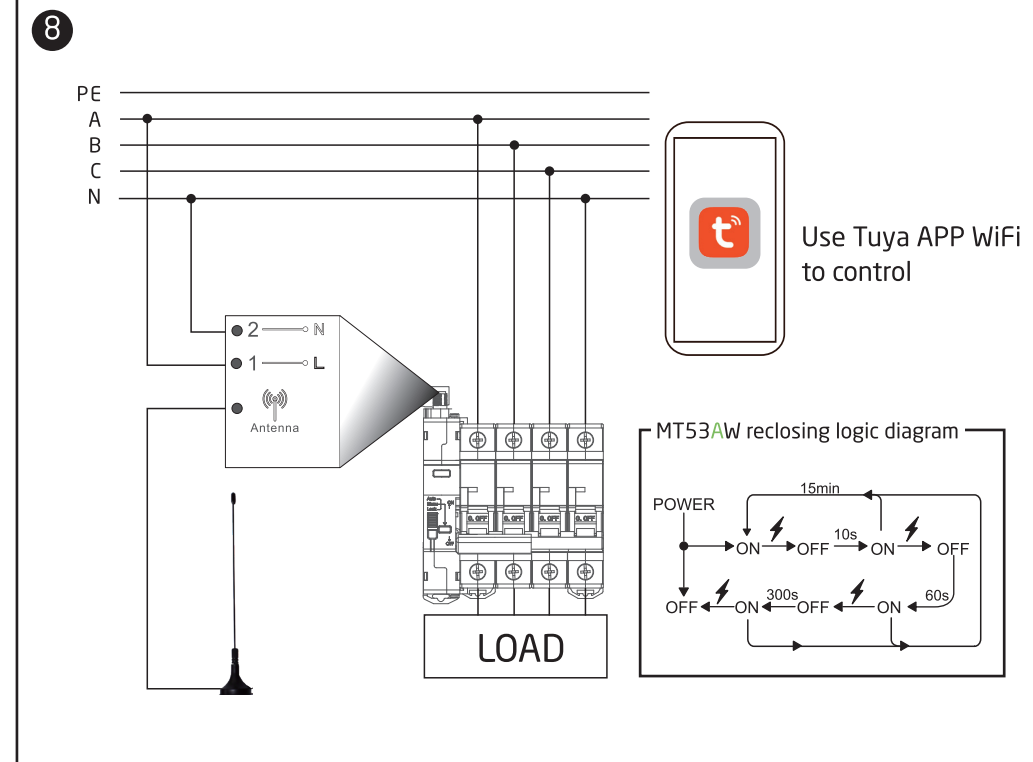 8
PE
A
B
C
N
t
Use Tuya APP WiFi
to control
2 N
1 L
Antenna
MT53AW reclosing logic diagram
15min
POWER
ON OFF 10s ON OFF
OFF ON 300s OFF ON 60s
LOAD